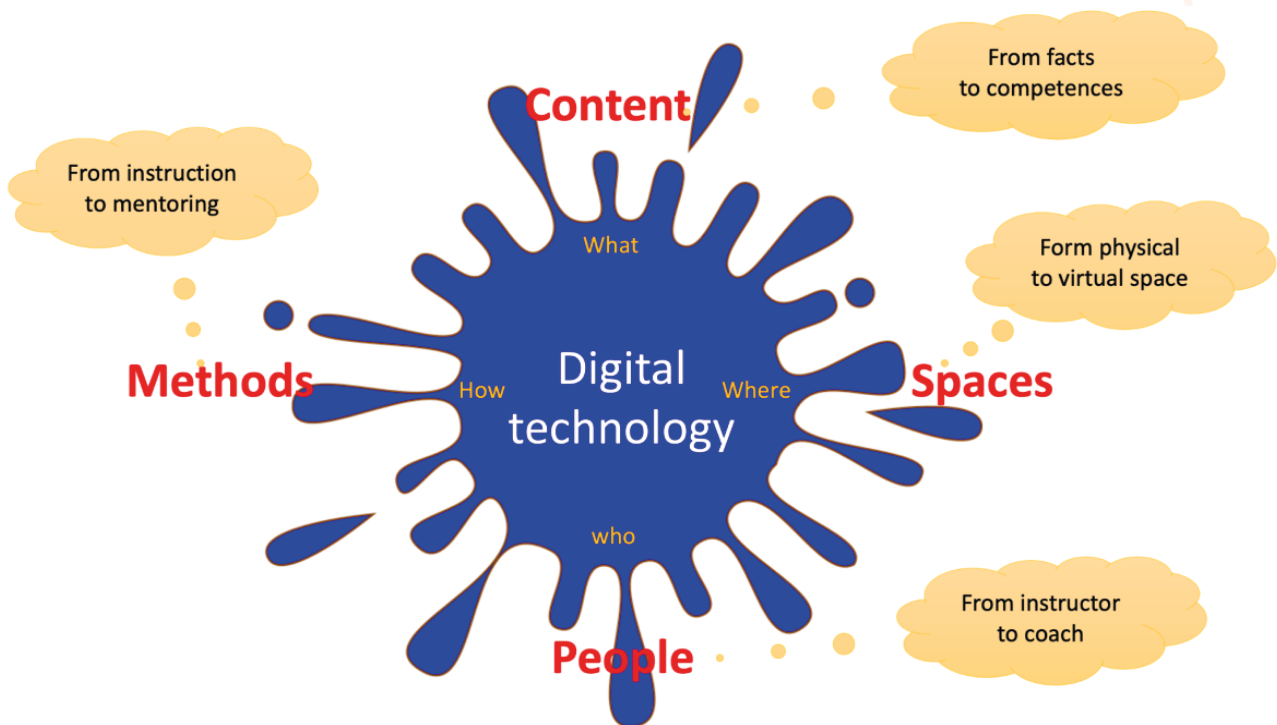 From facts
to competences
Content
From instruction
to mentoring
What
Form physical
to virtual space
Methods
How
Digital
technology
Where
Spaces
who
From instructor
to coach
People